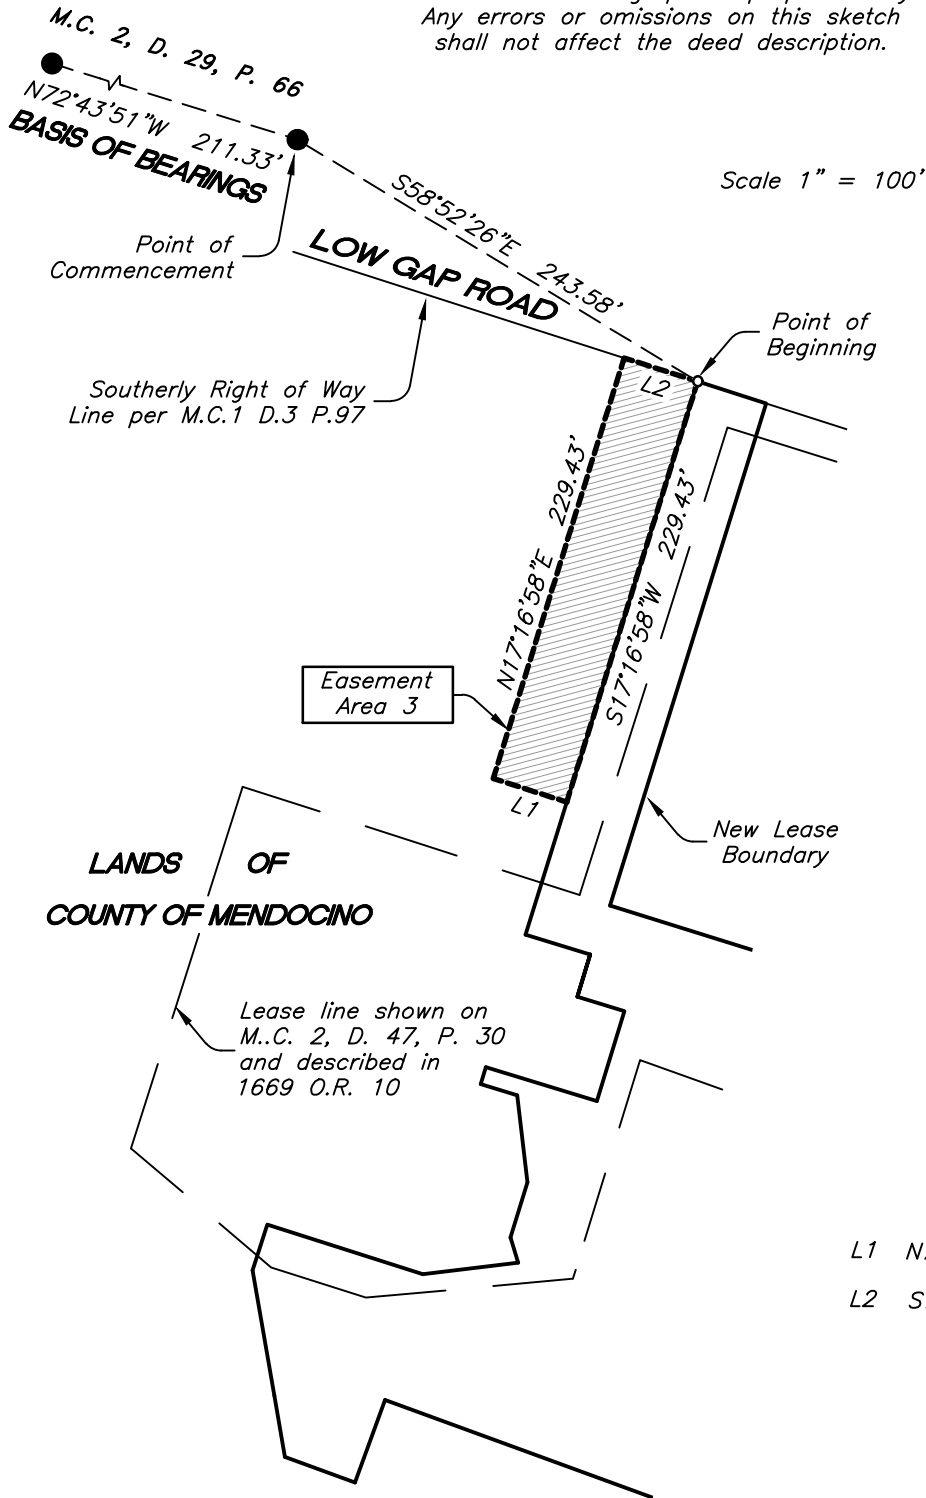 Any errors or omissions on this sketch
shall not affect the deed description.
M.C. 2, D. 29, P. 66
N72°43'51"W 211.33'
BASIS OF BEARINGS
Scale 1" = 100'
S58°52'26"E 243.58'
Point of
Commencement
LOW GAP ROAD
Point of
Beginning
Southerly Right of Way
Line per M.C.1 D.3 P.97
L2
N17°16'58"E 229.43'
S17°16'58"W 229.43'
Easement
Area 3
L1
New Lease
Boundary
LANDS OF
COUNTY OF MENDOCINO
Lease line shown on
M..C. 2, D. 47, P. 30
and described in
1669 O.R. 10
L1
L2